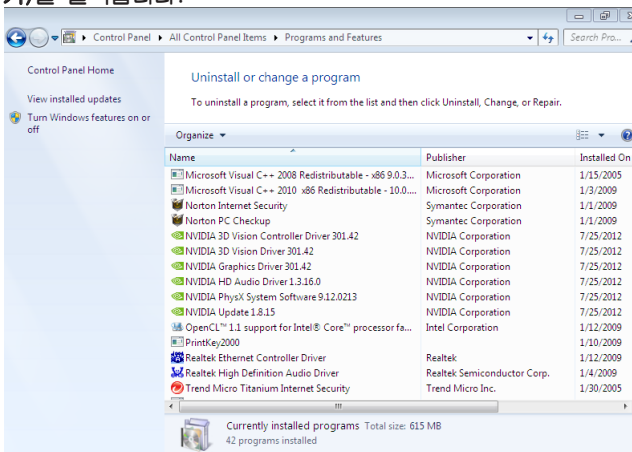 Control Panel ▸ All Control Panel Items ▸ Programs and Features
Search Pro...
Control Panel Home
View installed updates
Turn Windows features on or
off
Uninstall or change a program
To uninstall a program, select it from the list and then click Uninstall, Change, or Repair.
Organize
Name Publisher Installed On
Microsoft Visual C++ 2008 Redistributable - x86 9.0.3... Microsoft Corporation 1/15/2005
Microsoft Visual C++ 2010 x86 Redistributable - 10.0.... Microsoft Corporation 1/3/2009
Norton Internet Security Symantec Corporation 1/1/2009
Norton PC Checkup Symantec Corporation 1/1/2009
NVIDIA 3D Vision Controller Driver 301.42 NVIDIA Corporation 7/25/2012
NVIDIA 3D Vision Driver 301.42 NVIDIA Corporation 7/25/2012
NVIDIA Graphics Driver 301.42 NVIDIA Corporation 7/25/2012
NVIDIA HD Audio Driver 1.3.16.0 NVIDIA Corporation 7/25/2012
NVIDIA PhysX System Software 9.12.0213 NVIDIA Corporation 7/25/2012
NVIDIA Update 1.8.15 NVIDIA Corporation 7/25/2012
OpenCL™ 1.1 support for Intel® Core™ processor fa... Intel Corporation 1/12/2009
PrintKey2000 1/10/2009
Realtek Ethernet Controller Driver Realtek 1/12/2009
Realtek High Definition Audio Driver Realtek Semiconductor Corp. 1/4/2009
Trend Micro Titanium Internet Security Trend Micro Inc. 1/30/2005
Currently installed programs Total size: 615 MB
42 programs installed